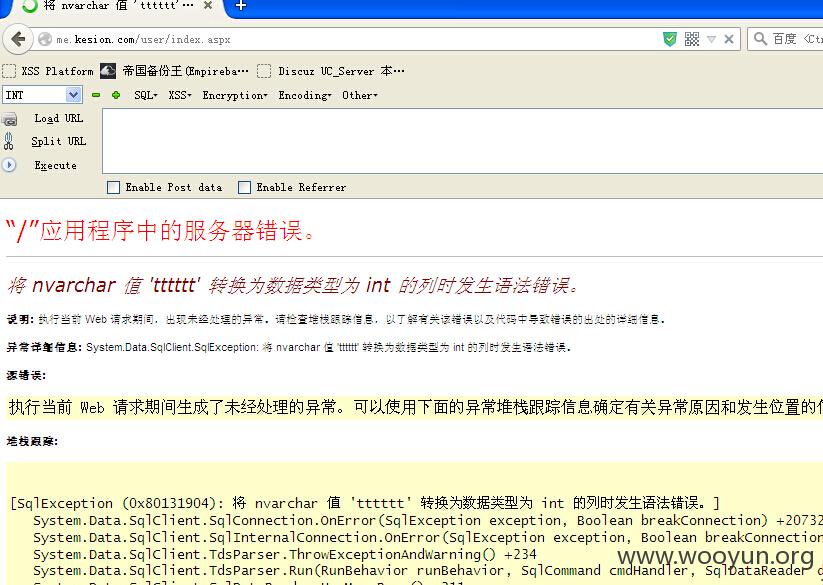 将 nvarchar 值 'tttttt'…
me.kesion.com/user/index.aspx
百度 <Ct
XSS Platform 帝国备份王(Empireba… Discuz UC_Server 本…
INT SQL▾ XSS▾ Encryption▾ Encoding▾ Other▾
Load URL
Split URL
Execute
Enable Post data Enable Referrer
“/”应用程序中的服务器错误。
将 nvarchar 值 'tttttt' 转换为数据类型为 int 的列时发生语法错误。
说明: 执行当前 Web 请求期间，出现未经处理的异常。请检查堆栈跟踪信息，以了解有关该错误以及代码中导致错误的出处的详细信息。
异常详细信息: System.Data.SqlClient.SqlException: 将 nvarchar 值 'tttttt' 转换为数据类型为 int 的列时发生语法错误。
源错误:
执行当前 Web 请求期间生成了未经处理的异常。可以使用下面的异常堆栈跟踪信息确定有关异常原因和发生位置的
堆栈跟踪:
[SqlException (0x80131904): 将 nvarchar 值 'tttttt' 转换为数据类型为 int 的列时发生语法错误。]
System.Data.SqlClient.SqlConnection.OnError(SqlException exception, Boolean breakConnection) +20732
System.Data.SqlClient.SqlInternalConnection.OnError(SqlException exception, Boolean breakConnection
System.Data.SqlClient.TdsParser.ThrowExceptionAndWarning() +234
System.Data.SqlClient.TdsParser.Run(RunBehavior runBehavior, SqlCommand cmdHandler, SqlDataReader d
www.wooyun.org